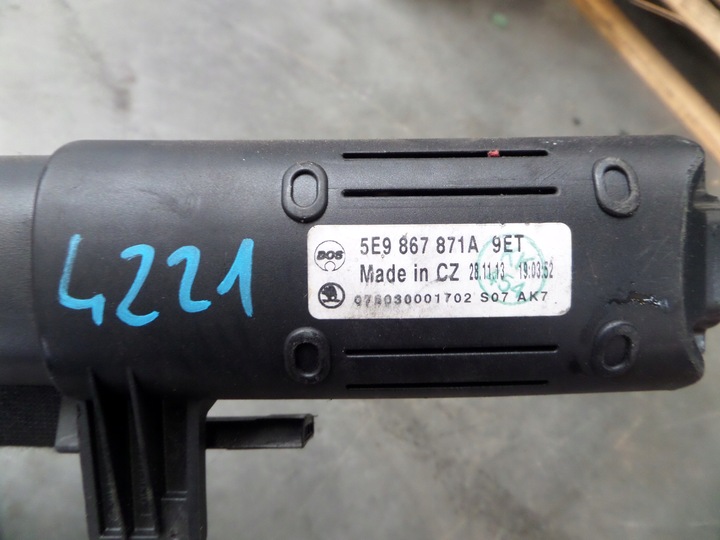 4221
BOS
5E9 867 871A 9ET
Made in CZ 28.11.13 19:03:52
078030001702 S07 AK7